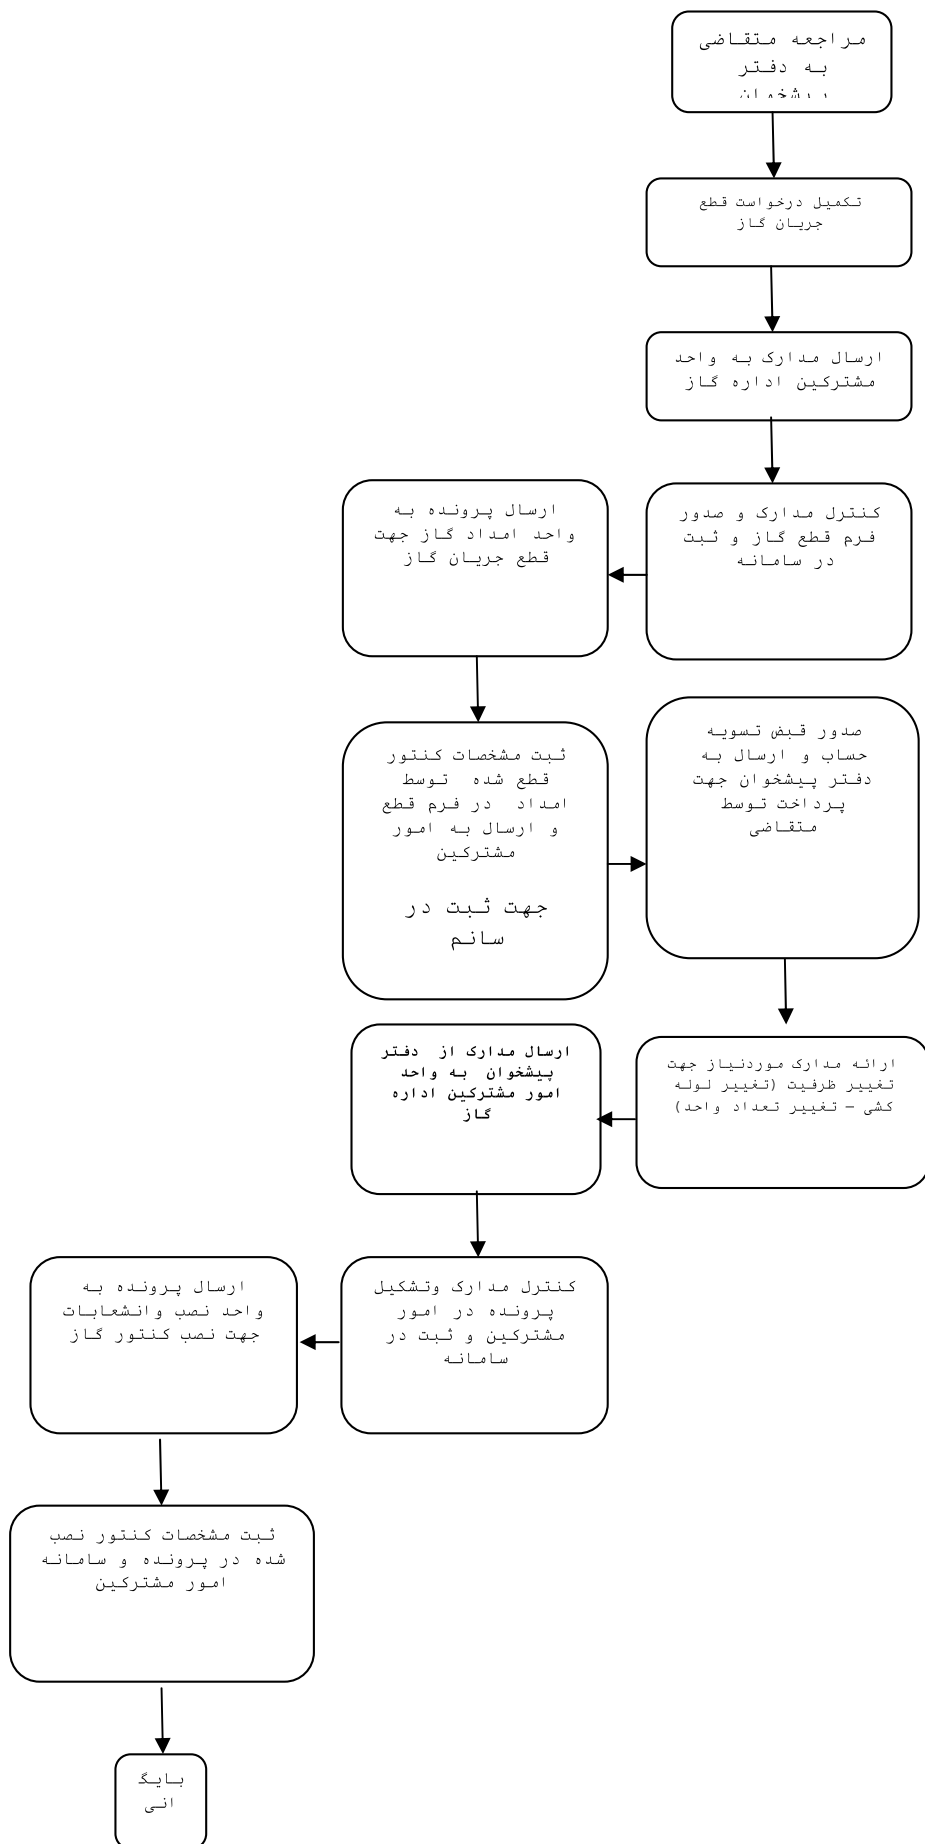 مراجعه متقاضی
به دفتر
پیشخوان
تکمیل درخواست قطع
جریان گاز
ارسال مدارک به واحد
مشترکین اداره گاز
کنترل مدارک و صدور
فرم قطع گاز و ثبت
در سامانه
ارسال پرونده به
واحد امداد گاز جهت
قطع جریان گاز
ثبت مشخصات کنتور
قطع شده توسط
امداد در فرم قطع
و ارسال به امور
مشترکین
جهت ثبت در
سانم
صدور قبض تسویه
حساب و ارسال به
دفتر پیشخوان جهت
پرداخت توسط
متقاضی
ارائه مدارک موردنیاز جهت
تغییر ظرفیت (تغییر لوله
کشی – تغییر تعداد واحد)
ارسال مدارک از دفتر
پیشخوان به واحد
امور مشترکین اداره
گاز
کنترل مدارک وتشکیل
پرونده در امور
مشترکین و ثبت در
سامانه
ارسال پرونده به
واحد نصب وانشعابات
جهت نصب کنتور گاز
ثبت مشخصات کنتور نصب
شده در پرونده و سامانه
امور مشترکین
بایگ
انی